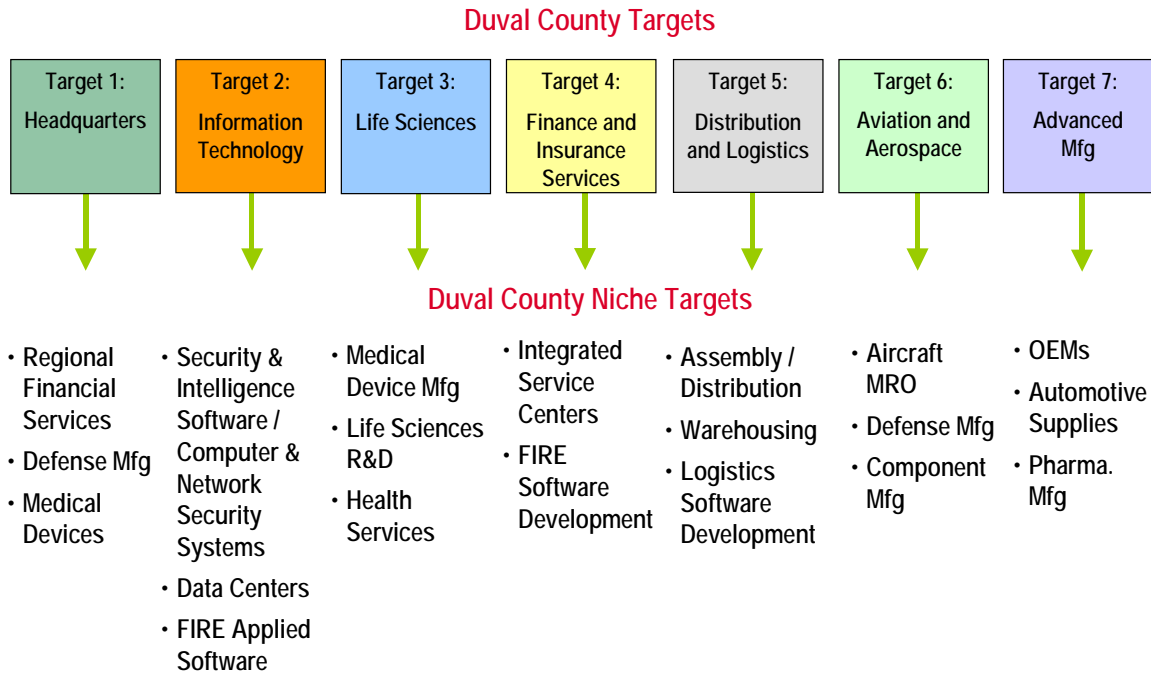 Duval County Targets
Target 1:
Headquarters
Target 2:
Information
Technology
Target 3:
Life Sciences
Target 4:
Finance and
Insurance
Services
Target 5:
Distribution
and Logistics
Target 6:
Aviation and
Aerospace
Target 7:
Advanced
Mfg
Duval County Niche Targets
• Regional
Financial
Services
• Defense Mfg
• Medical
Devices
• Security &
Intelligence
Software /
Computer &
Network
Security
Systems
• Data Centers
• FIRE Applied
Software
• Medical
Device Mfg
• Life Sciences
R&D
• Health
Services
• Integrated
Service
Centers
• FIRE
Software
Development
• Assembly /
Distribution
• Warehousing
• Logistics
Software
Development
• Aircraft
MRO
• Defense Mfg
• Component
Mfg
• OEMs
• Automotive
Supplies
• Pharma.
Mfg